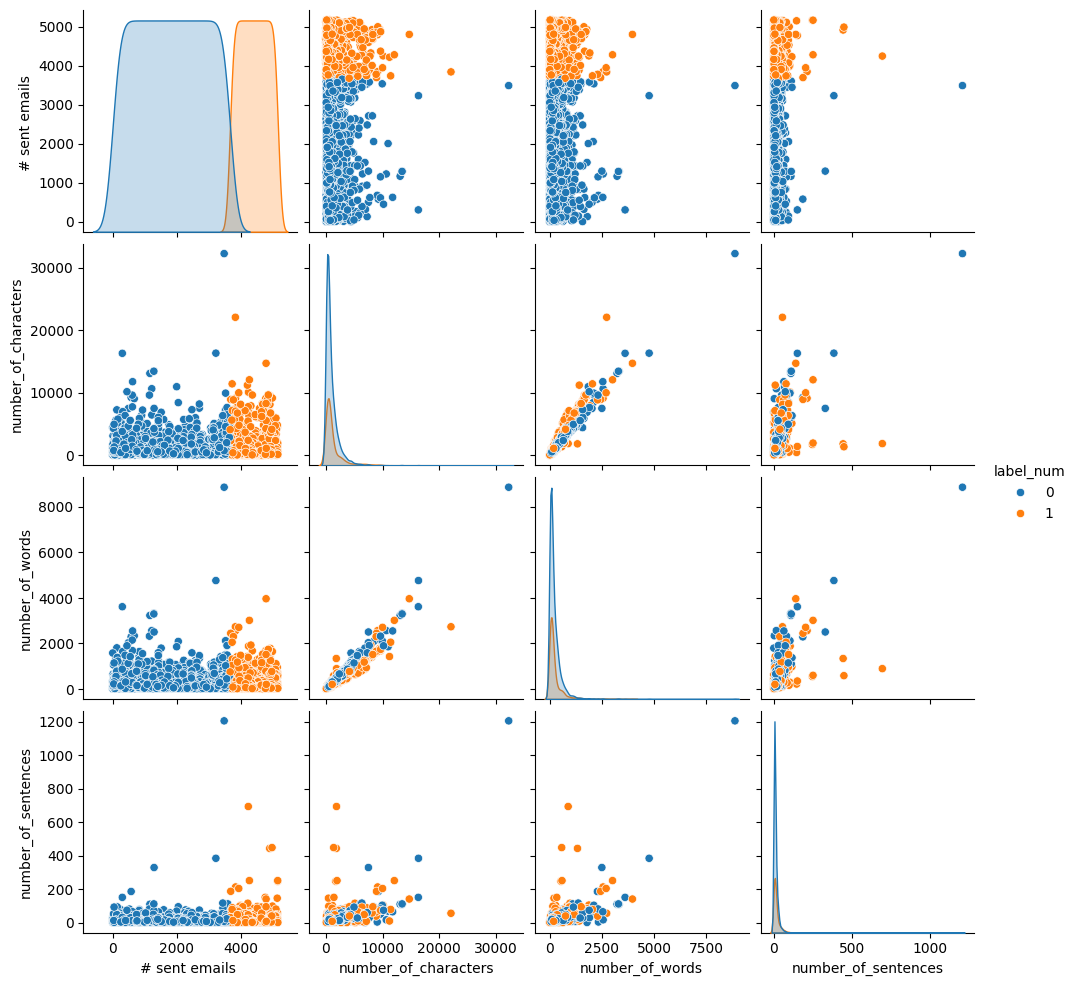 5000
4000
3000
2000
1000
0
# sent emails
30000
20000
10000
0
number_of_characters
label_num
0
1
8000
6000
4000
2000
0
number_of_words
1200
1000
800
600
400
200
0
number_of_sentences
0 2000 4000
0 10000 20000 30000
0 2500 5000 7500
0 500 1000
# sent emails
number_of_characters
number_of_words
number_of_sentences